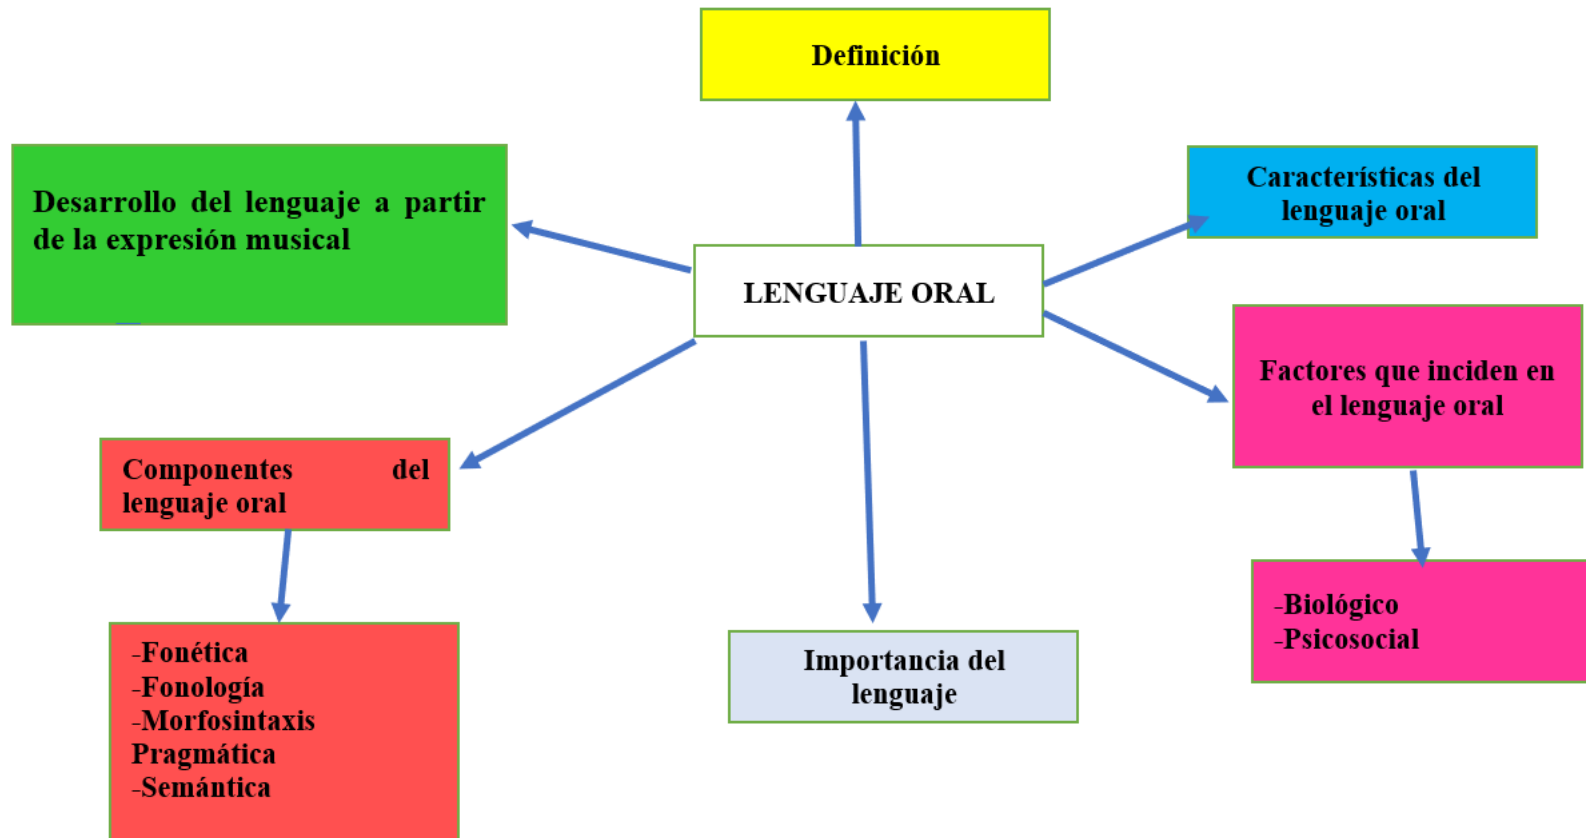 Definición
Desarrollo del lenguaje a partir
de la expresión musical
Características del
lenguaje oral
LENGUAJE ORAL
Factores que inciden en
el lenguaje oral
Componentes del
lenguaje oral
-Fonética
-Fonología
-Morfosintaxis
Pragmática
-Semántica
Importancia del
lenguaje
-Biológico
-Psicosocial